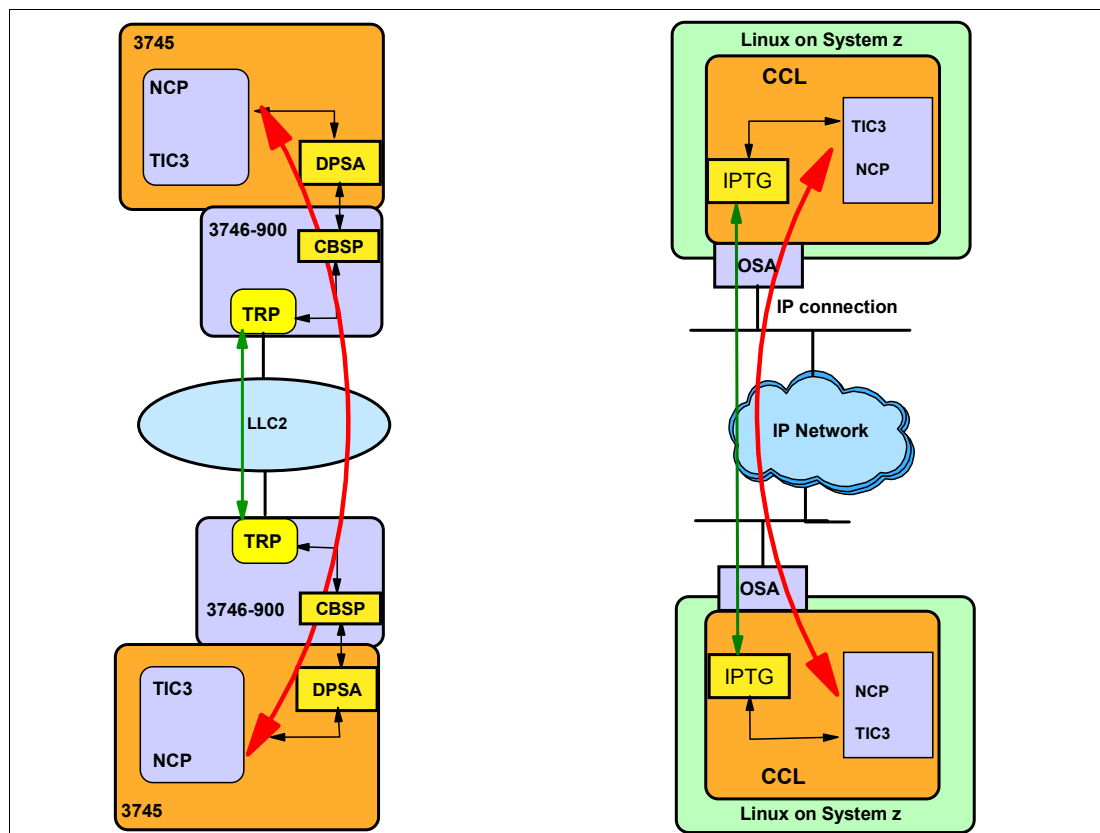 3745
NCP
TIC3
DPSA
3746-900
CBSP
TRP
LLC2
TRP
3746-900
CBSP
TIC3
DPSA
NCP
3745
Linux on System z
CCL
TIC3
IPTG
NCP
OSA
IP connection
IP Network
OSA
IPTG
NCP
TIC3
CCL
Linux on System z